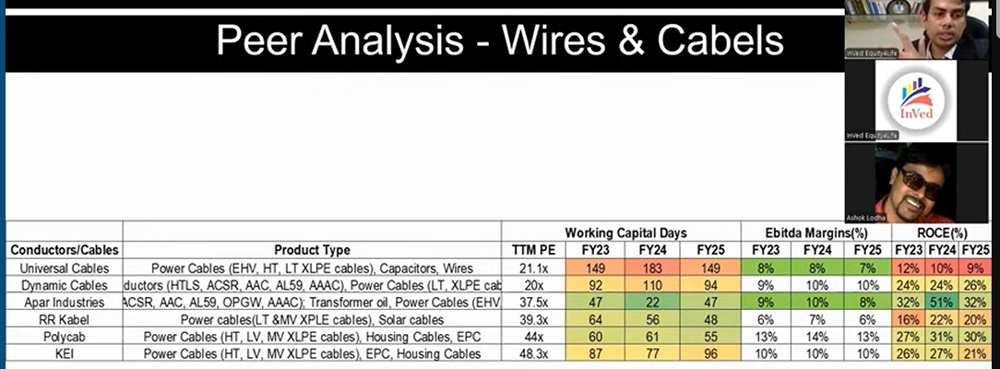 Peer Analysis - Wires & Cabels
InVed Equity4Life
InVed
InVed Equity4Life
Ashok Lodha
Working Capital Days Ebitda Margins(%) ROCE(%)
Conductors/Cables Product Type TTM PE FY23 FY24 FY25 FY23 FY24 FY25 FY23 FY24 FY25
Universal Cables Power Cables (EHV, HT, LT XLPE cables), Capacitors, Wires 21.1x 149 183 149 8% 8% 7% 12% 10% 9%
Dynamic Cables ductors (HTLS, ACSR, AAC, AL59, AAAC), Power Cables (LT, XLPE cab 20x 92 110 94 9% 10% 10% 24% 24% 26%
Apar Industries ACSR, AAC, AL59, OPGW, AAAC); Transformer oil, Power Cables (EHV, 37.5x 47 22 47 9% 10% 8% 32% 51% 32%
RR Kabel Power cables(LT &MV XPLE cables), Solar cables 39.3x 64 56 48 6% 7% 6% 16% 22% 20%
Polycab Power Cables (HT, LV, MV XLPE cables), Housing Cables, EPC 44x 60 61 55 13% 14% 13% 27% 31% 30%
KEI Power Cables (HT, LV, MV XLPE cables), EPC, Housing Cables 48.3x 87 77 96 10% 10% 10% 26% 27% 21%